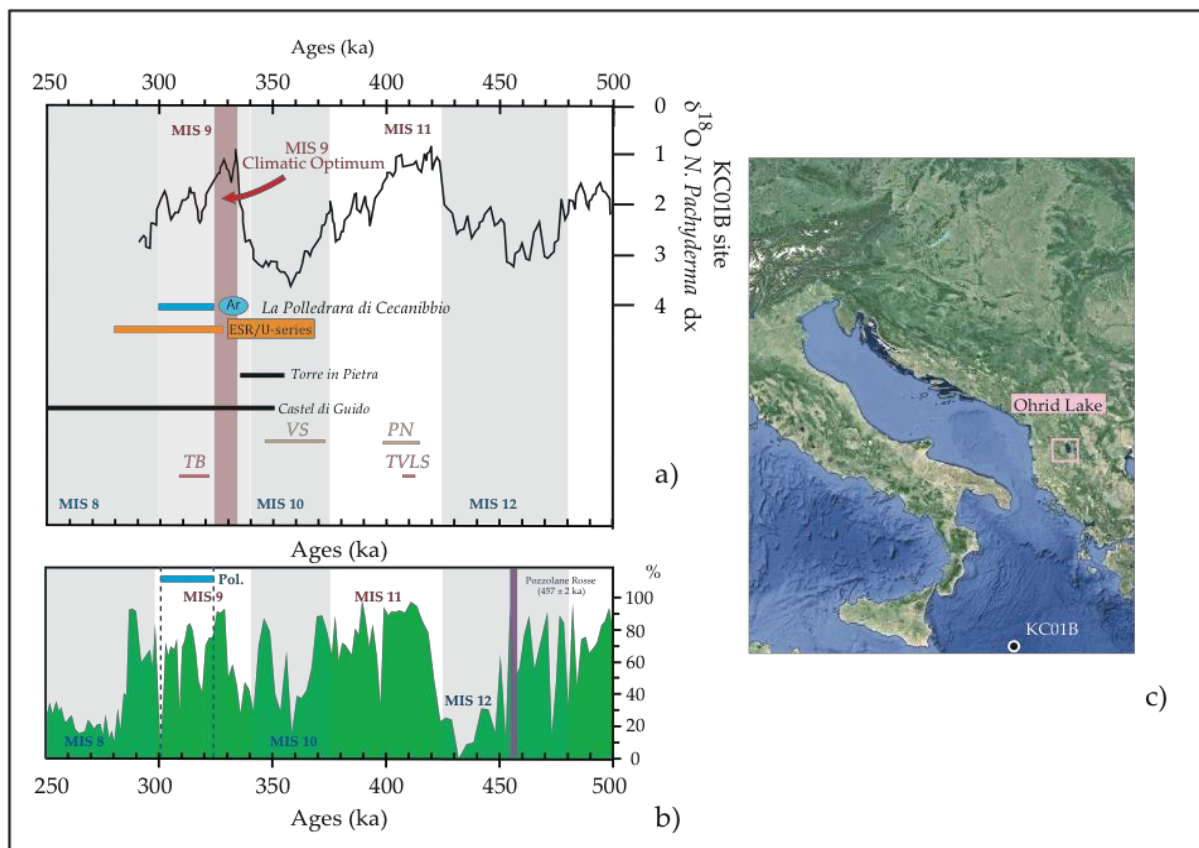 Ages (ka)
250 300 350 400 450 500
MIS 9
MIS 11
MIS 9
Climatic Optimum
0
1
2
3
4
δ18O N. Pachyderma dx
KC01B site
Ar
La Polledrara di Cecanibbio
ESR/U-series
Torre in Pietra
Castel di Guido
VS
PN
TB
TVLS
MIS 8
MIS 10
MIS 12
a)
Ages (ka)
Pol.
MIS 9
MIS 11
Pozzolane Rosse
(457 ± 2 ka)
%
100
80
60
40
20
0
MIS 12
MIS 8
MIS 10
250 300 350 400 450 500
Ages (ka)
b)
Ohrid Lake
KC01B
c)